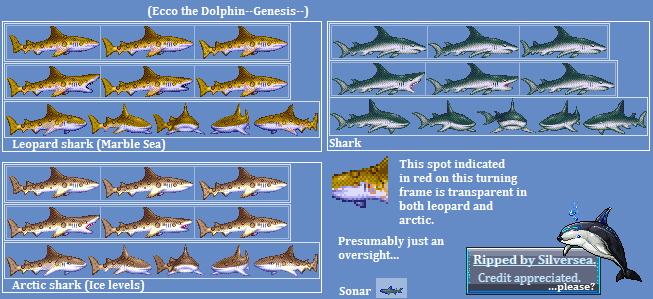 (Ecco the Dolphin--Genesis--)
Leopard shark (Marble Sea)
Shark
This spot indicated
in red on this turning
frame is transparent in
both leopard and
arctic.
Presumably just an
oversight...
Arctic shark (Ice levels)
Sonar
Ripped by Silversea.
Credit appreciated.
...please?